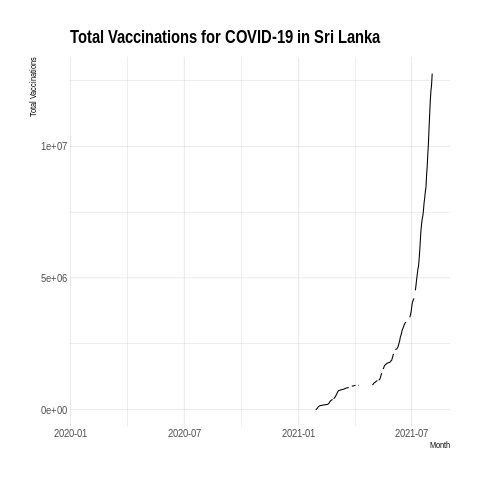 Total Vaccinations for COVID-19 in Sri Lanka
Total Vaccinations
1e+07
5e+06
0e+00
2020-01 2020-07 2021-01 2021-07
Month